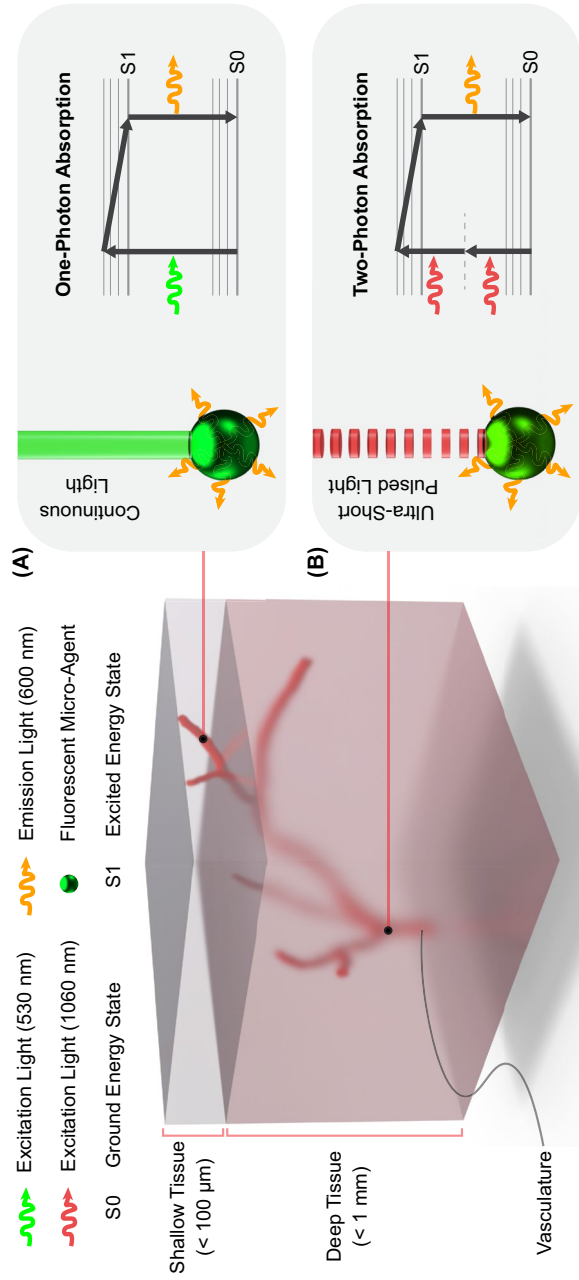 Excitation Light (530 nm)
Emission Light (600 nm)
Excitation Light (1060 nm)
Fluorescent Micro-Agent
S0 Ground Energy State
S1 Excited Energy State
Shallow Tissue
(< 100 µm)
Deep Tissue
(< 1 mm)
Vasculature
(A)
Continuous
Ligth
One-Photon Absorption
S1
S0
(B)
Ultra-Short
Pulsed Light
Two-Photon Absorption
S1
S0